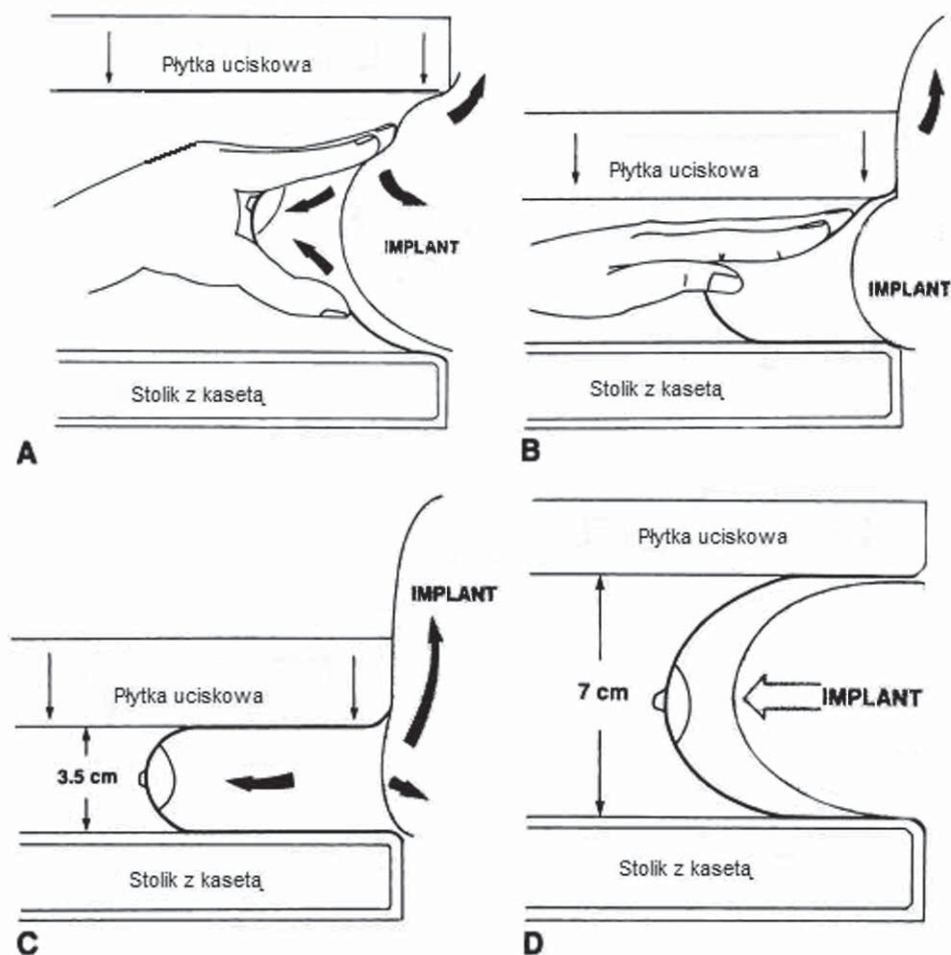 Płytka uciskowa
IMPLANT
Stolik z kasetą
A
Płytka uciskowa
IMPLANT
Stolik z kasetą
B
IMPLANT
Płytka uciskowa
3.5 cm
Stolik z kasetą
C
Płytka uciskowa
7 cm
IMPLANT
Stolik z kasetą
D